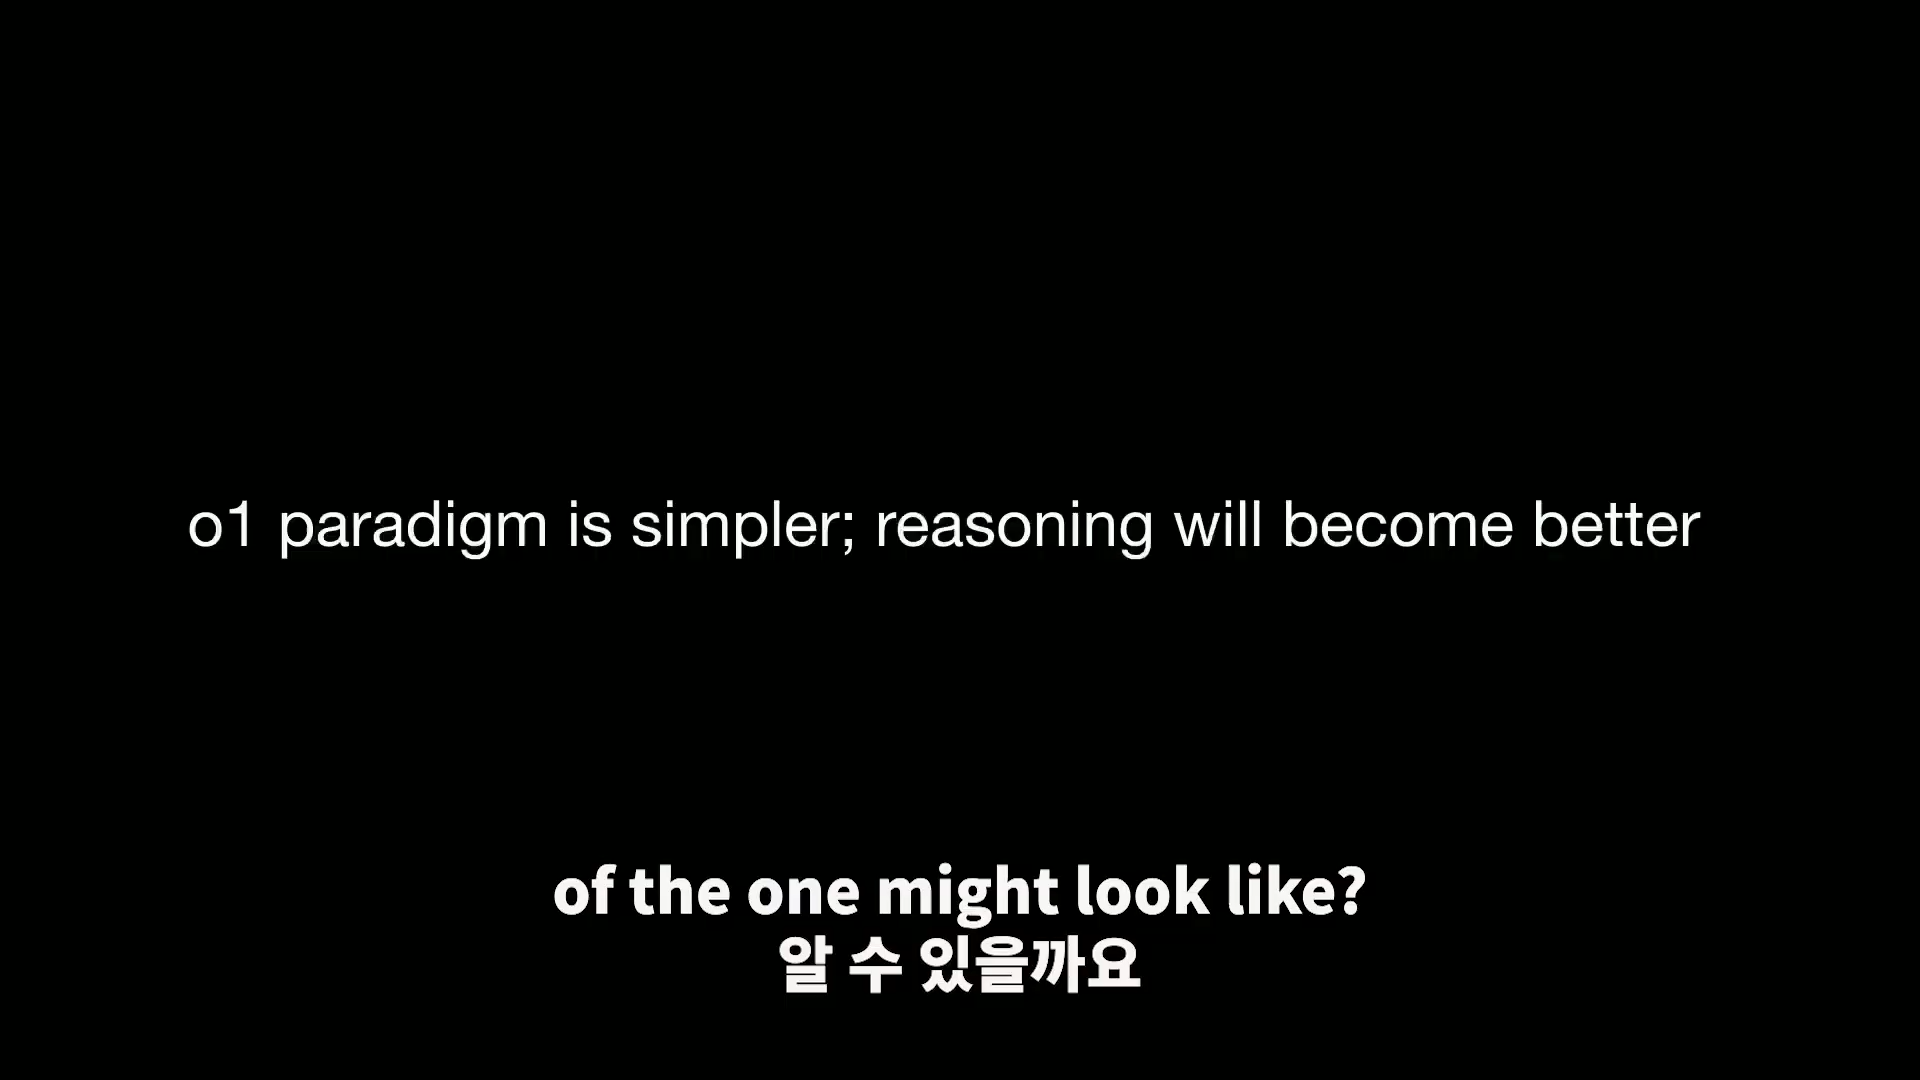 o1 paradigm is simpler; reasoning will become better
of the one might look like?
알 수 있을까요